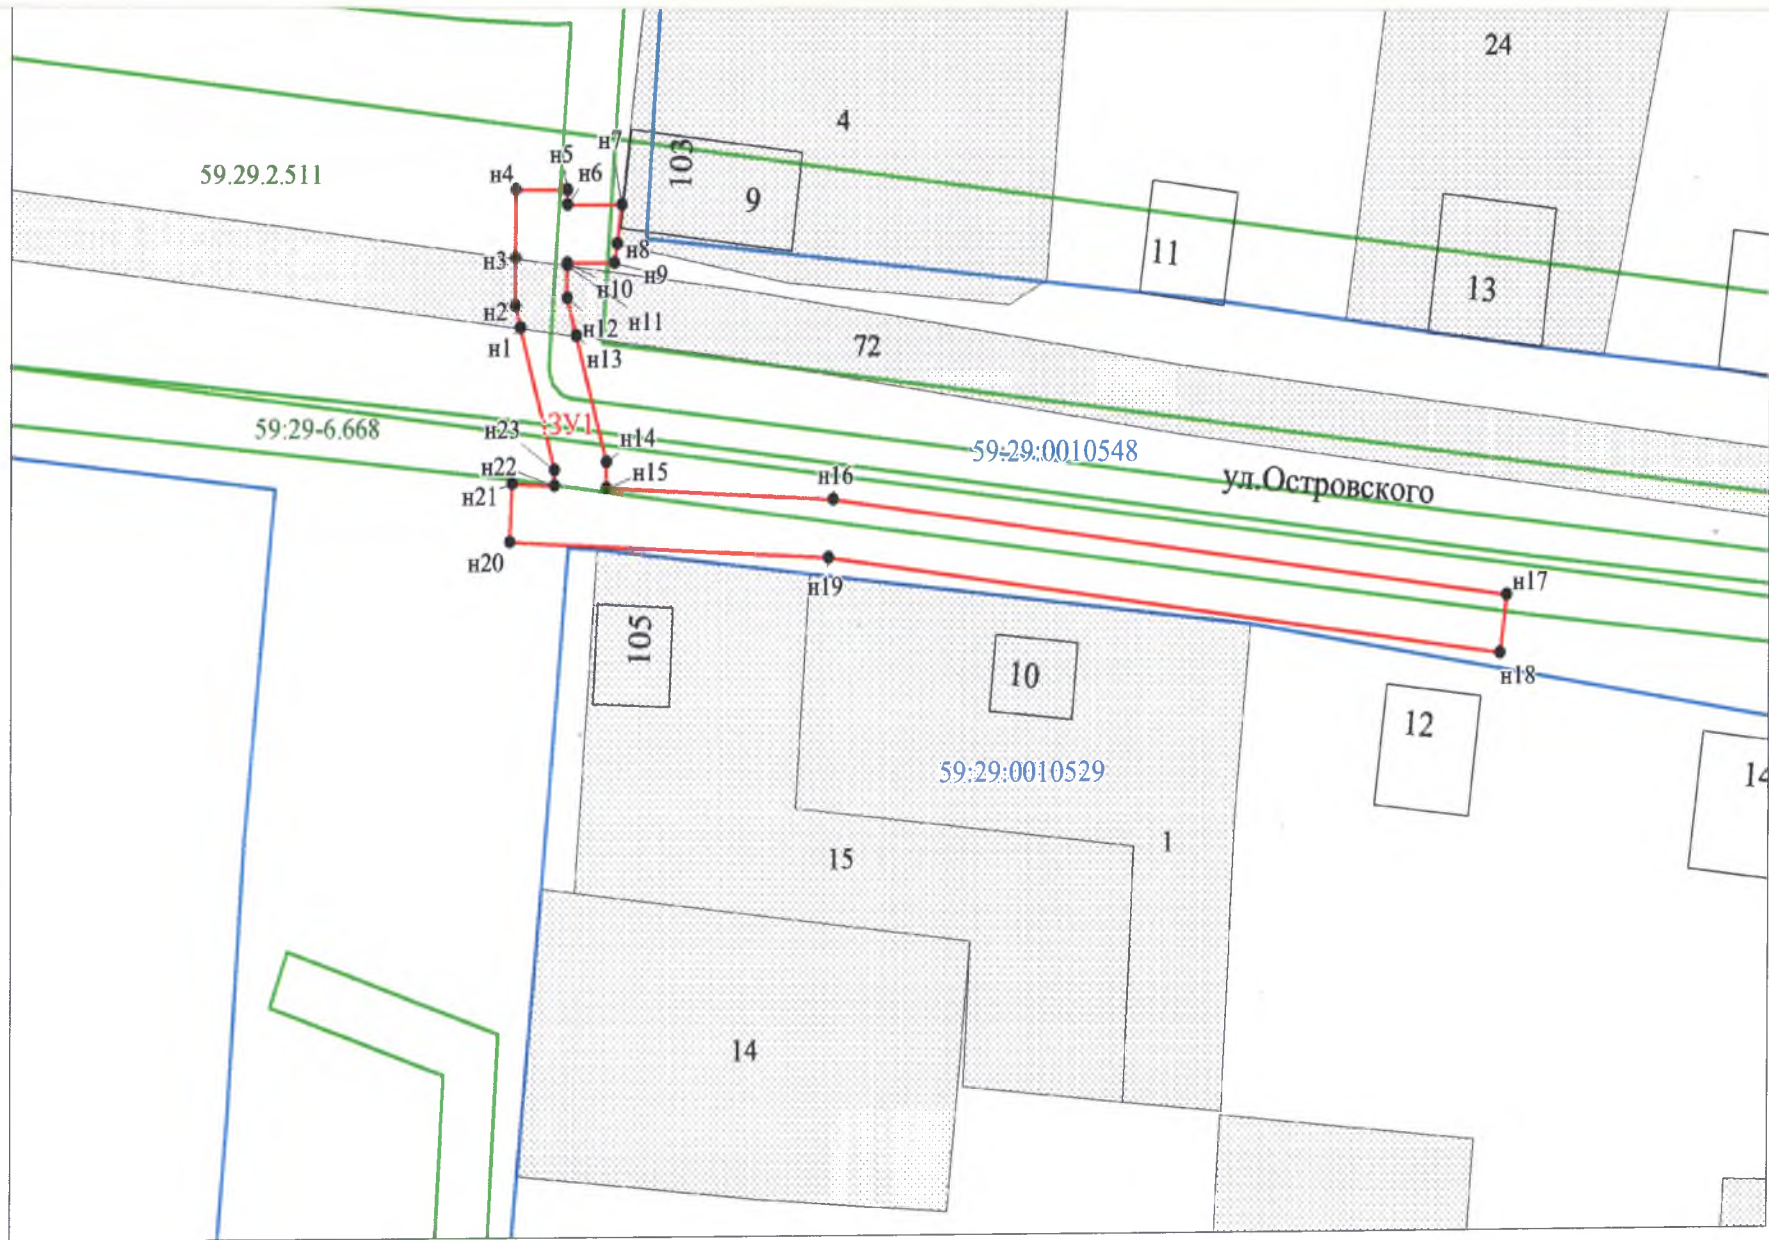 24
4
н7
103
н5
59.29.2.511
н4
н6
9
н8
11
н3
н9
н10
13
н2
н11
н12
н1
72
н13
59:29-6.668
:ЗУ1
н23
н14
59:29:0010548
н22
н15
н16
ул.Островского
н21
н20
н17
н19
105
н18
10
12
59:29:0010529
14
1
15
14